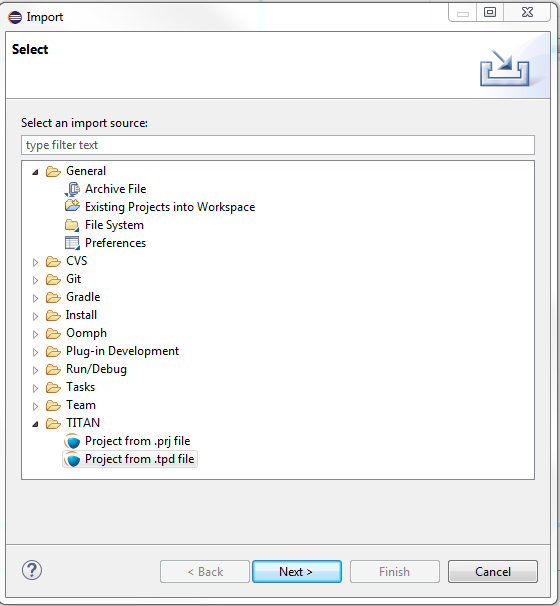 Import
Select
Select an import source:
type filter text
General
Archive File
Existing Projects into Workspace
File System
Preferences
CVS
Git
Gradle
Install
Oomph
Plug-in Development
Run/Debug
Tasks
Team
TITAN
Project from .prj file
Project from .tpd file
?
< Back
Next >
Finish
Cancel